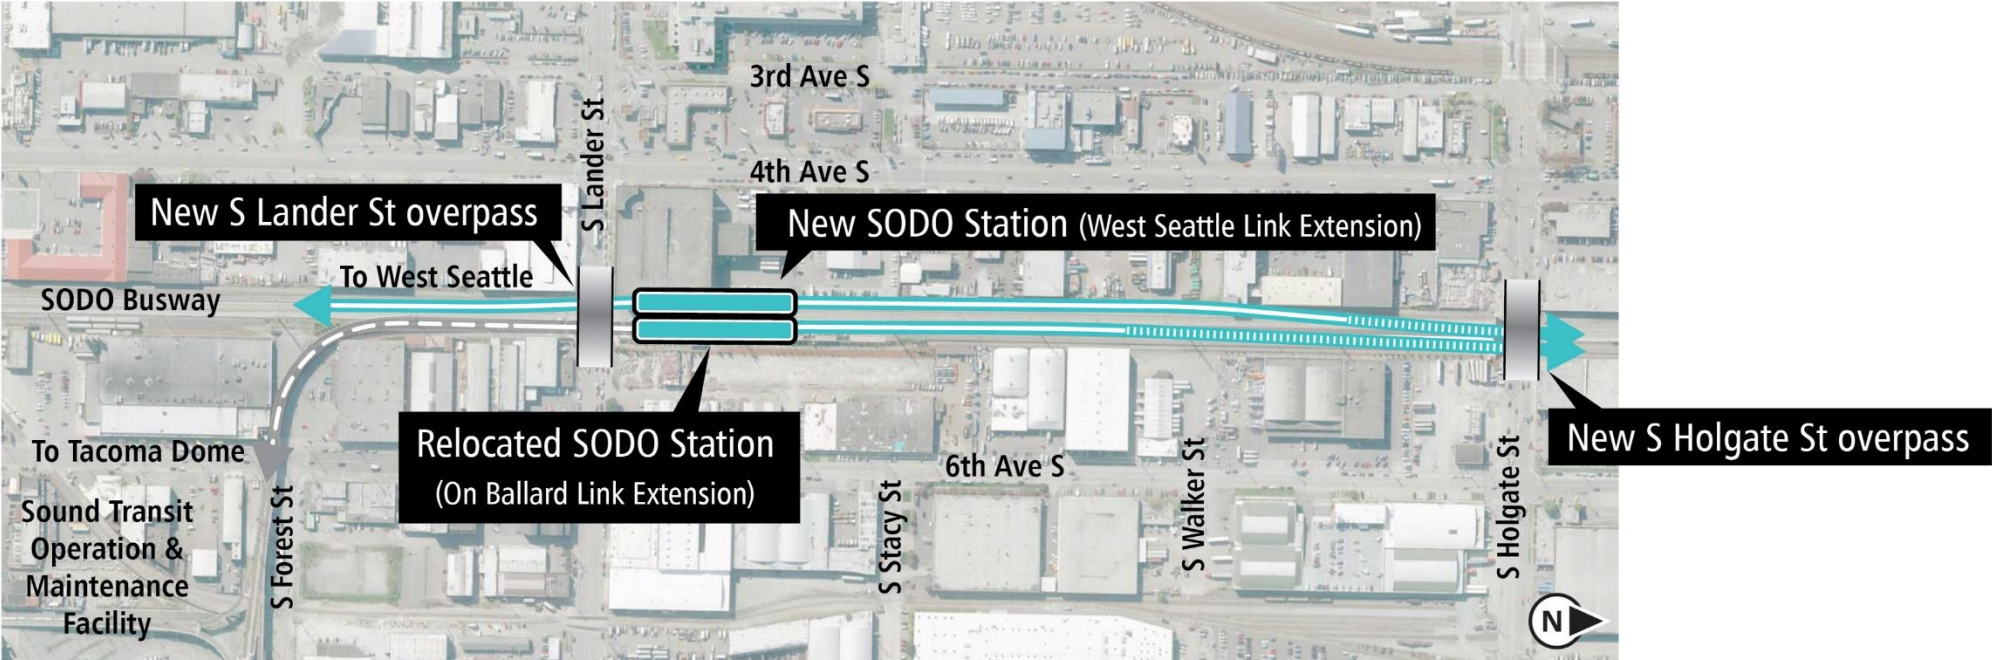 3rd Ave S
4th Ave S
S Lander St
New S Lander St overpass
New SODO Station (West Seattle Link Extension)
To West Seattle
SODO Busway
Relocated SODO Station
(On Ballard Link Extension)
New S Holgate St overpass
To Tacoma Dome
6th Ave S
Sound Transit
Operation &
Maintenance
Facility
S Forest St
S Stacy St
S Walker St
S Holgate St
N